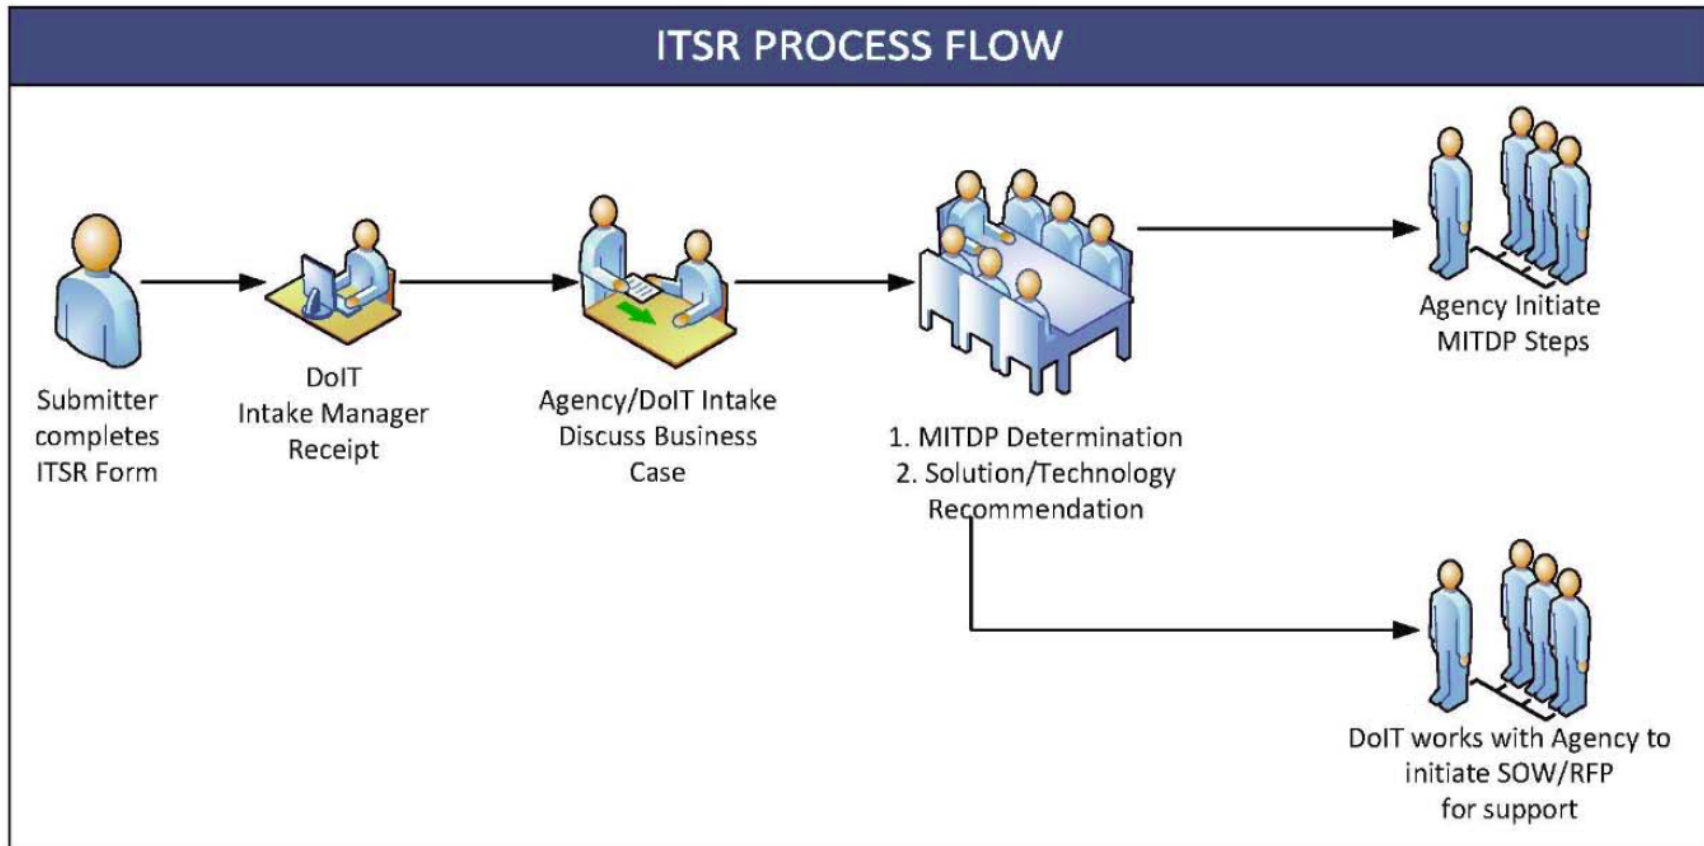 ITSR PROCESS FLOW
Submitter
completes
ITSR Form
DoIT
Intake Manager
Receipt
Agency/DoIT Intake
Discuss Business
Case
1. MITDP Determination
2. Solution/Technology
Recommendation
Agency Initiate
MITDP Steps
DoIT works with Agency to
initiate SOW/RFP
for support